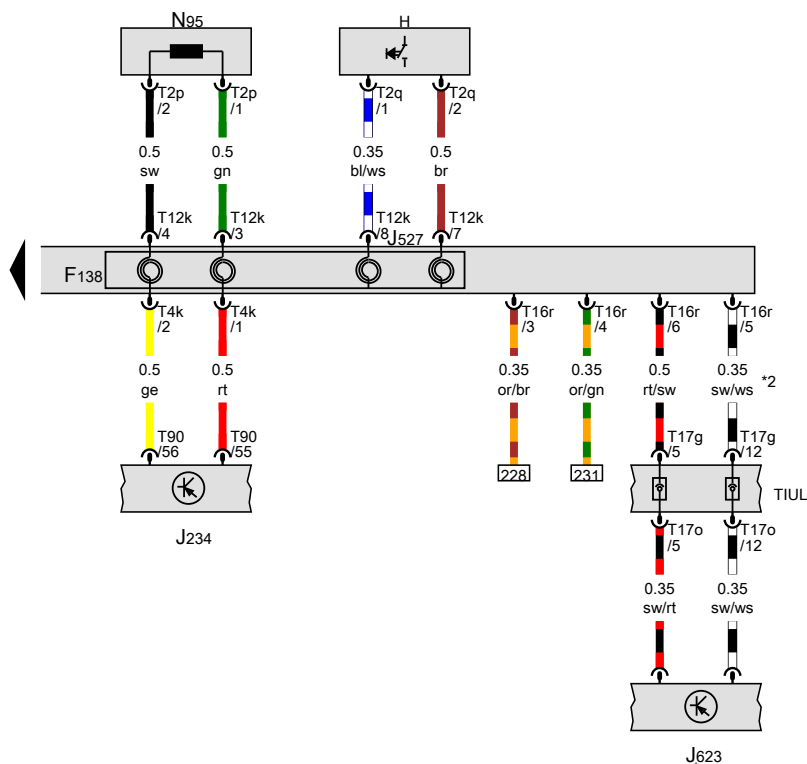 N95
H
T2p
/2
T2p
/1
T2q
/1
T2q
/2
0.5
sw
0.5
gn
0.35
bl/ws
0.5
br
T12k
/4
T12k
/3
T12k
/8
T12k
/7
J527
F138
T4k
/2
T4k
/1
T16r
/3
T16r
/4
T16r
/6
T16r
/5
0.5
ge
0.5
rt
0.35
or/br
0.35
or/gn
0.5
rt/sw
0.35
sw/ws
*2
T90
/56
T90
/55
T17g
/5
T17g
/12
228
231
TIUL
J234
T17o
/5
T17o
/12
0.35
sw/rt
0.35
sw/ws
J623